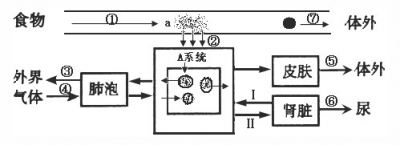 食物 ① a ⑦ 体外
②
A系统
外界 ③ ⑤
气体 ④ 肺泡 皮肤 体外
I ⑥
肾脏 尿
II